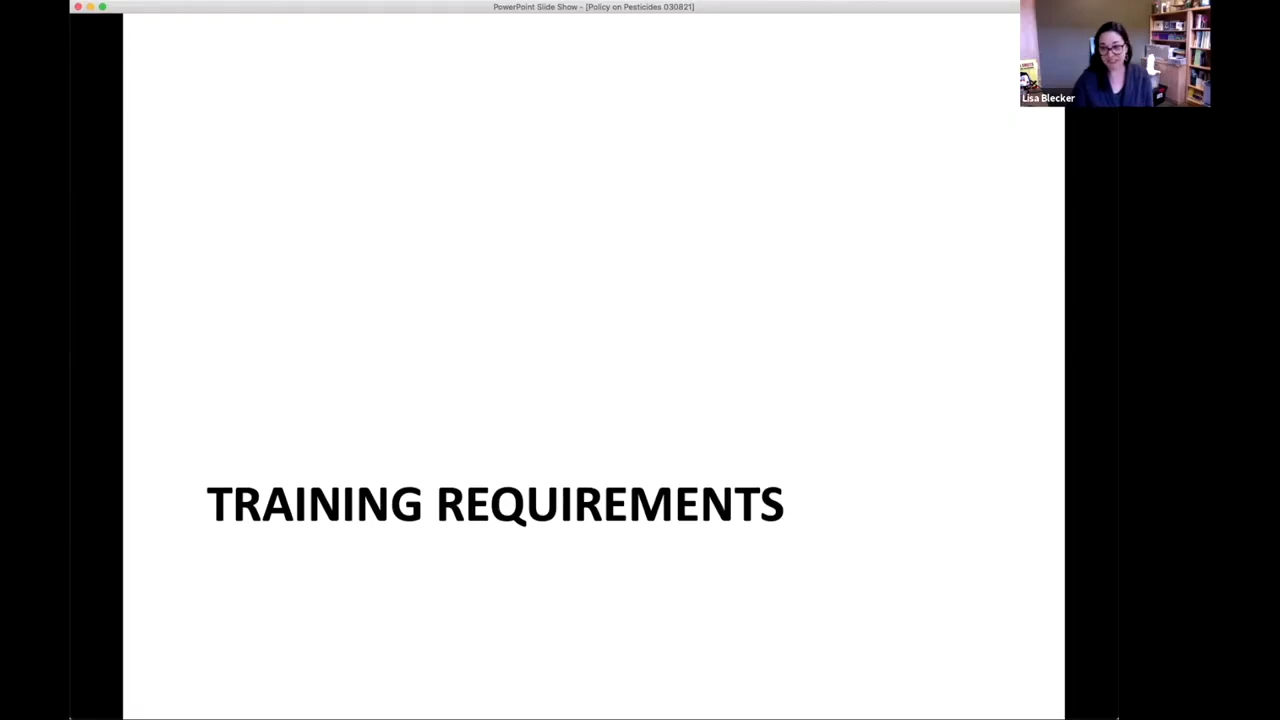 PowerPoint Slide Show - [Policy on Pesticides 030821]
Lisa Blecker
TRAINING REQUIREMENTS